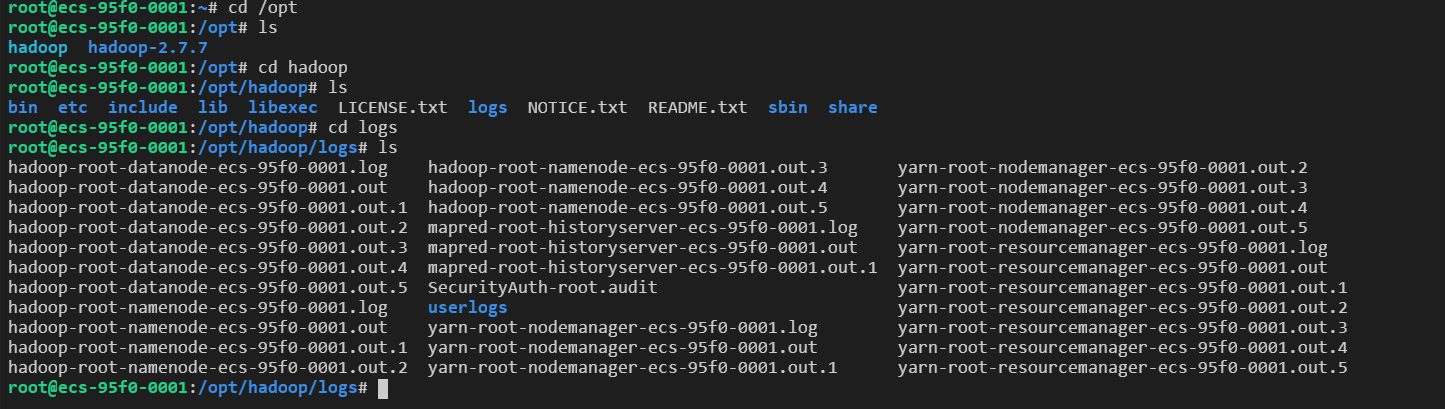 root@ecs-95f0-0001:~# cd /opt
root@ecs-95f0-0001:/opt# ls
hadoop  hadoop-2.7.7
root@ecs-95f0-0001:/opt# cd hadoop
root@ecs-95f0-0001:/opt/hadoop# ls
bin  etc  include  lib  libexec  LICENSE.txt  logs  NOTICE.txt  README.txt  sbin  share
root@ecs-95f0-0001:/opt/hadoop# cd logs
root@ecs-95f0-0001:/opt/hadoop/logs# ls
hadoop-root-datanode-ecs-95f0-0001.log    hadoop-root-namenode-ecs-95f0-0001.out.3       yarn-root-nodemanager-ecs-95f0-0001.out.2
hadoop-root-datanode-ecs-95f0-0001.out    hadoop-root-namenode-ecs-95f0-0001.out.4       yarn-root-nodemanager-ecs-95f0-0001.out.3
hadoop-root-datanode-ecs-95f0-0001.out.1  hadoop-root-namenode-ecs-95f0-0001.out.5       yarn-root-nodemanager-ecs-95f0-0001.out.4
hadoop-root-datanode-ecs-95f0-0001.out.2  mapred-root-historyserver-ecs-95f0-0001.log    yarn-root-nodemanager-ecs-95f0-0001.out.5
hadoop-root-datanode-ecs-95f0-0001.out.3  mapred-root-historyserver-ecs-95f0-0001.out    yarn-root-resourcemanager-ecs-95f0-0001.log
hadoop-root-datanode-ecs-95f0-0001.out.4  mapred-root-historyserver-ecs-95f0-0001.out.1  yarn-root-resourcemanager-ecs-95f0-0001.out
hadoop-root-datanode-ecs-95f0-0001.out.5  SecurityAuth-root.audit                        yarn-root-resourcemanager-ecs-95f0-0001.out.1
hadoop-root-namenode-ecs-95f0-0001.log    userlogs                                       yarn-root-resourcemanager-ecs-95f0-0001.out.2
hadoop-root-namenode-ecs-95f0-0001.out    yarn-root-nodemanager-ecs-95f0-0001.log        yarn-root-resourcemanager-ecs-95f0-0001.out.3
hadoop-root-namenode-ecs-95f0-0001.out.1  yarn-root-nodemanager-ecs-95f0-0001.out        yarn-root-resourcemanager-ecs-95f0-0001.out.4
hadoop-root-namenode-ecs-95f0-0001.out.2  yarn-root-nodemanager-ecs-95f0-0001.out.1      yarn-root-resourcemanager-ecs-95f0-0001.out.5
root@ecs-95f0-0001:/opt/hadoop/logs#